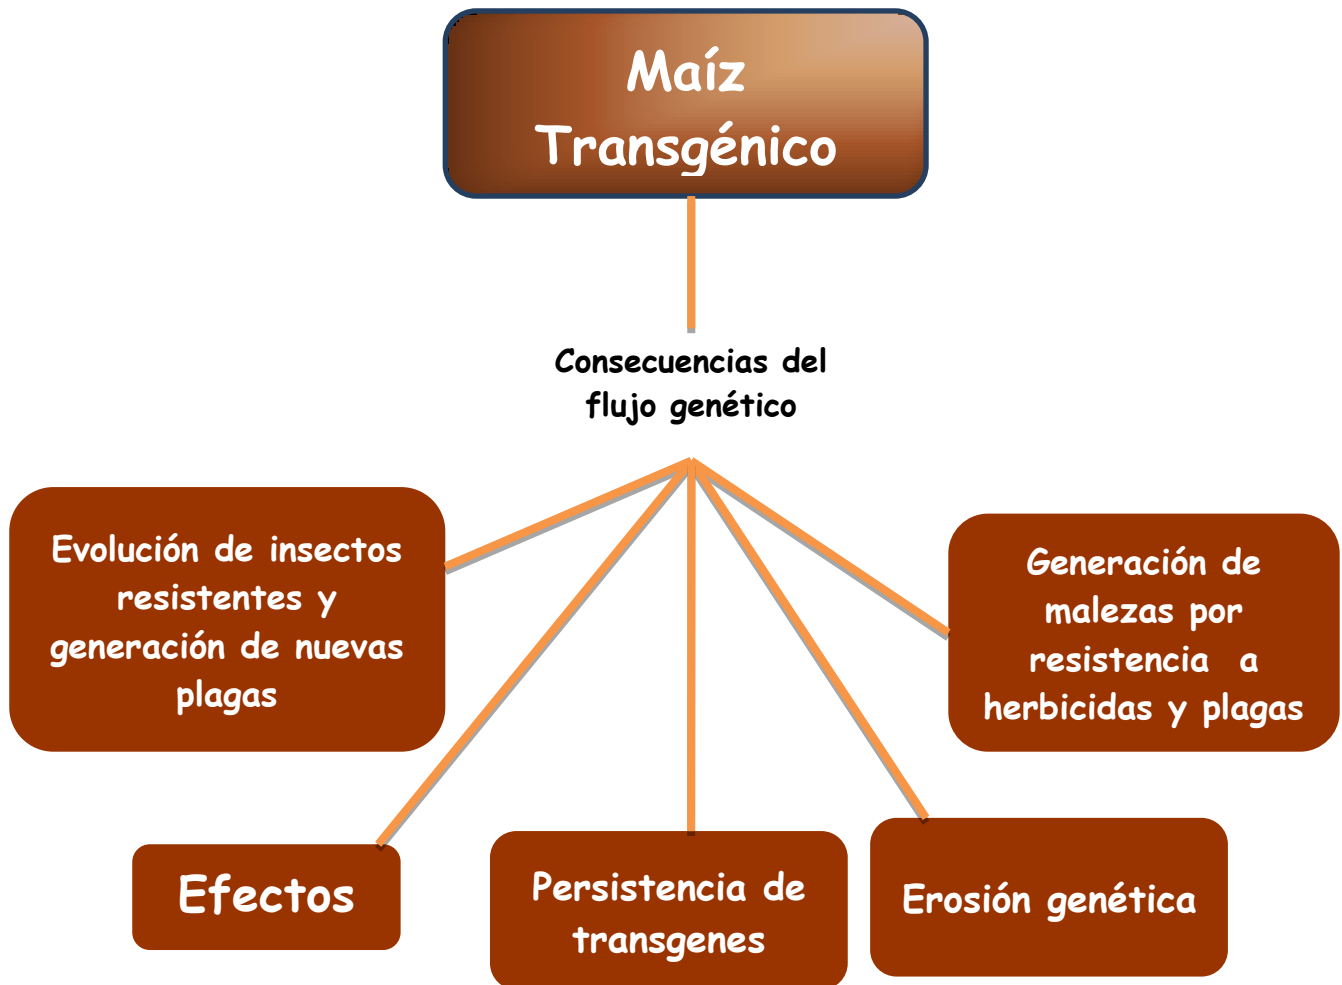 Maíz
Transgénico
Consecuencias del
flujo genético
Evolución de insectos
resistentes y
generación de nuevas
plagas
Generación de
malezas por
resistencia a
herbicidas y plagas
Efectos
Persistencia de
transgenes
Erosión genética